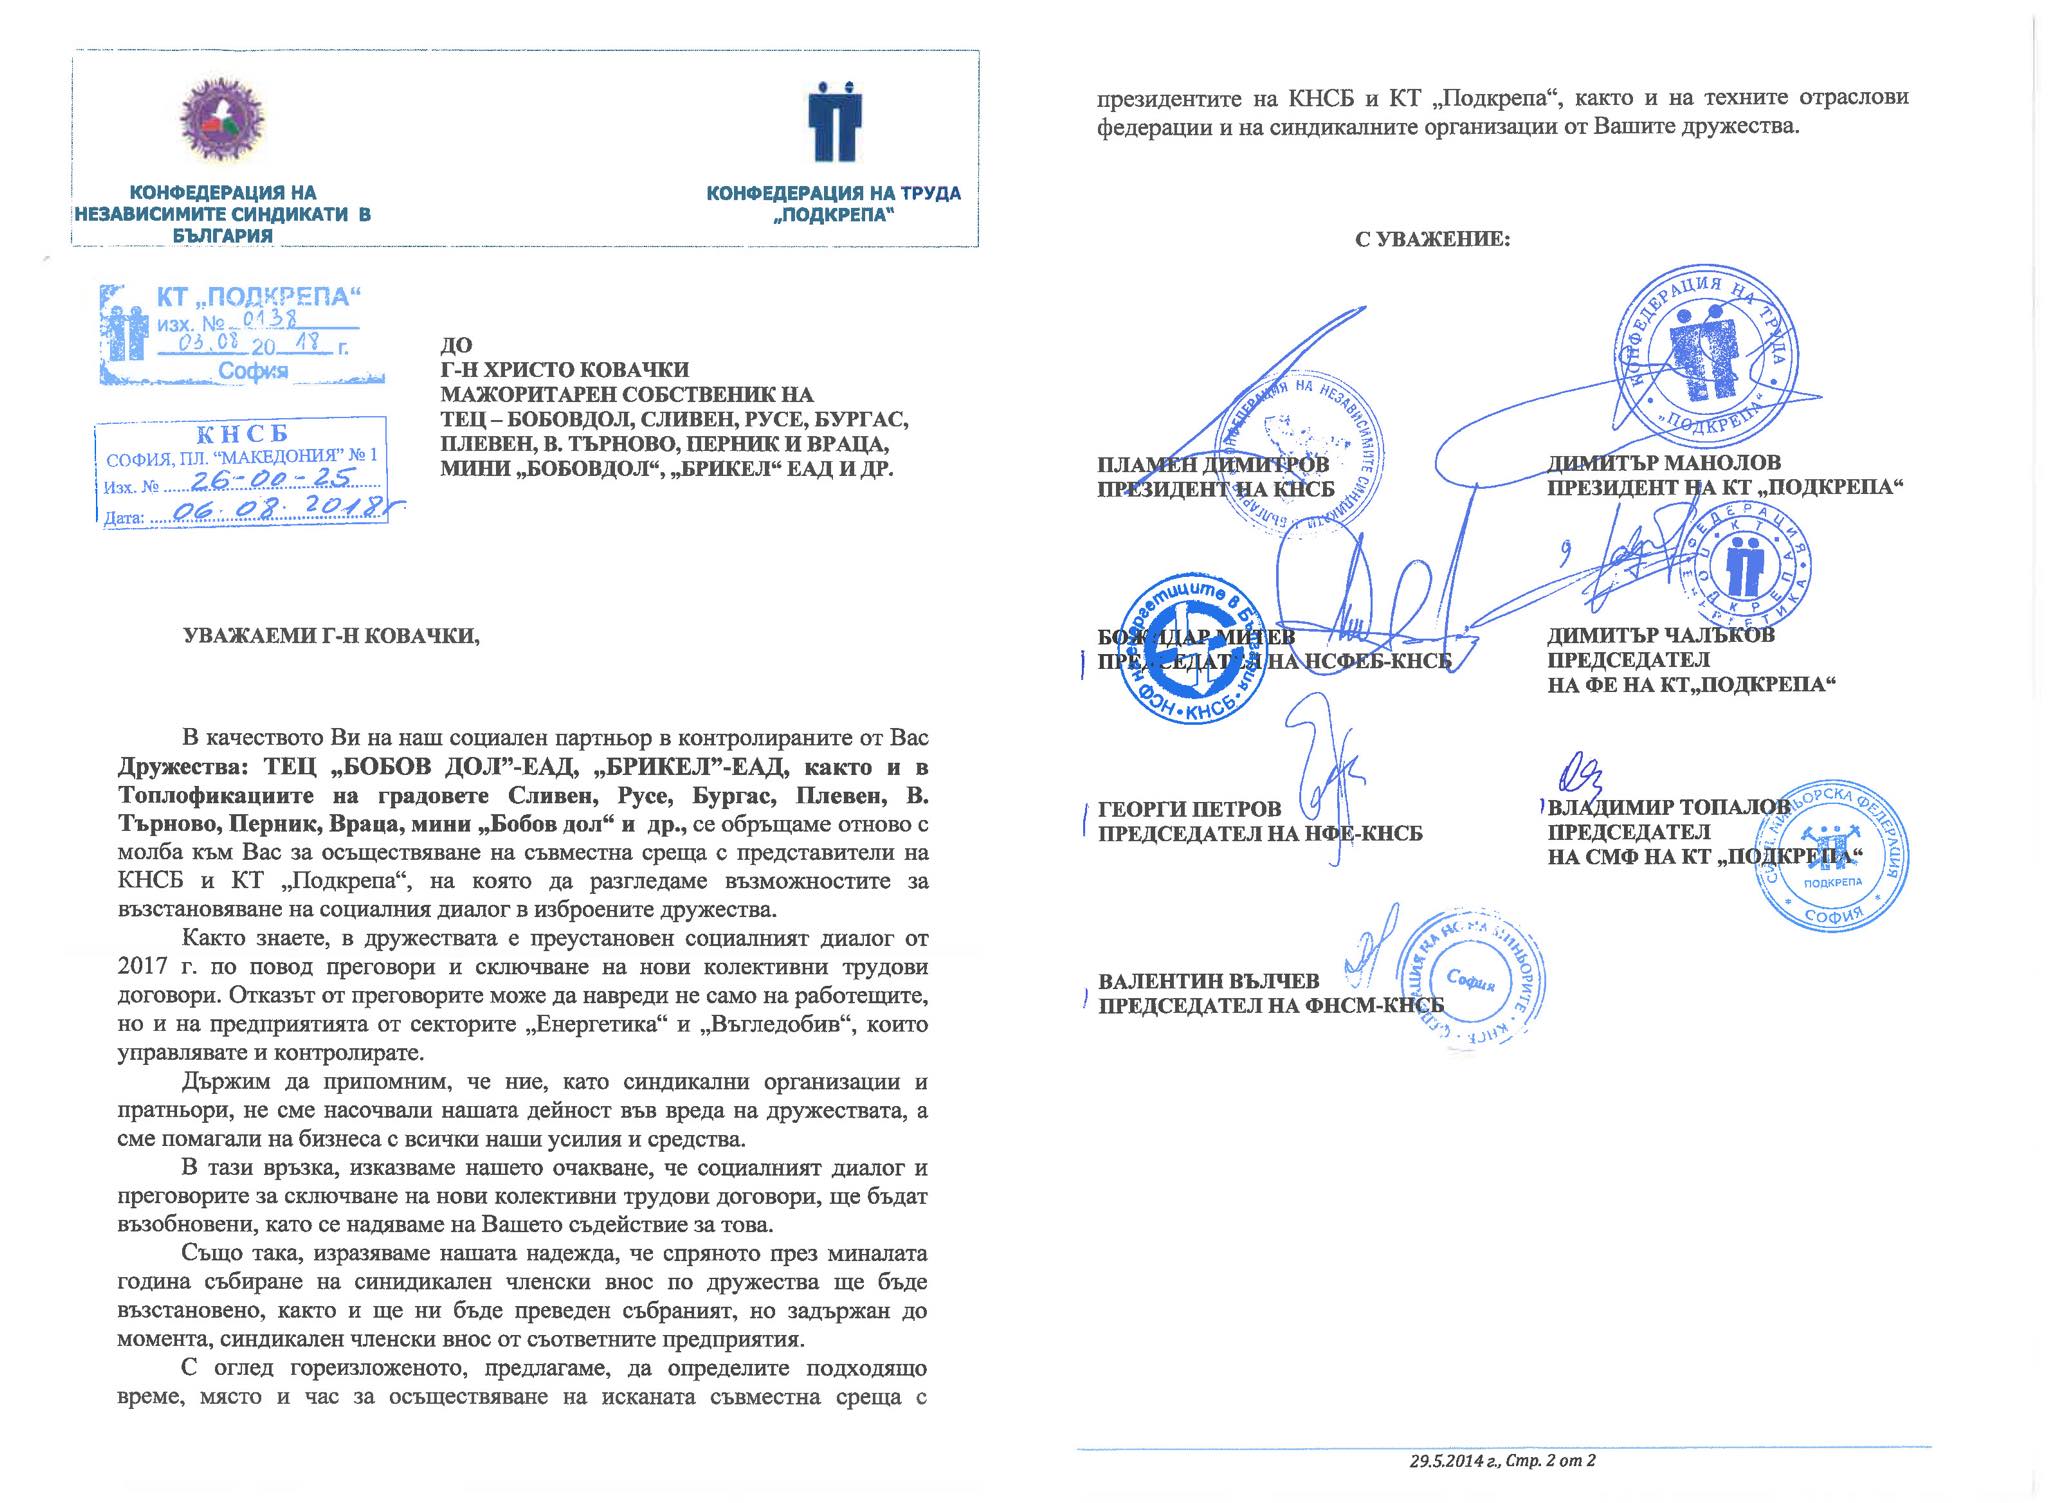 КОНФЕДЕРАЦИЯ НА
НЕЗАВИСИМИТЕ СИНДИКАТИ В
БЪЛГАРИЯ
КОНФЕДЕРАЦИЯ НА ТРУДА
„ПОДКРЕПА“
КТ „ПОДКРЕПА“
изх. № 0138
03.08 2018 г.
София
КНСБ
СОФИЯ, ПЛ. “МАКЕДОНИЯ” № 1
Изх. № 26-00-25
Дата: 06.08.2018г
ДО
Г-Н ХРИСТО КОВАЧКИ
МАЖОРИТАРЕН СОБСТВЕНИК НА
ТЕЦ – БОБОВДОЛ, СЛИВЕН, РУСЕ, БУРГАС,
ПЛЕВЕН, В. ТЪРНОВО, ПЕРНИК И ВРАЦА,
МИНИ „БОБОВДОЛ“, „БРИКЕЛ“ ЕАД И ДР.
УВАЖАЕМИ Г-Н КОВАЧКИ,
В качеството Ви на наш социален партньор в контролираните от Вас
Дружества: ТЕЦ „БОБОВ ДОЛ”-ЕАД, „БРИКЕЛ”-ЕАД, както и в
Топлофикациите на градовете Сливен, Русе, Бургас, Плевен, В.
Търново, Перник, Враца, мини „Бобов дол“ и др., се обръщаме отново с
молба към Вас за осъществяване на съвместна среща с представители на
КНСБ и КТ „Подкрепа“, на която да разгледаме възможностите за
възстановяване на социалния диалог в изброените дружества.
Както знаете, в дружествата е преустановен социалният диалог от
2017 г. по повод преговори и сключване на нови колективни трудови
договори. Отказът от преговорите може да навреди не само на работещите,
но и на предприятията от секторите „Енергетика“ и „Въгледобив“, които
управлявате и контролирате.
Държим да припомним, че ние, като синдикални организации и
пратньори, не сме насочвали нашата дейност във вреда на дружествата, а
сме помагали на бизнеса с всички наши усилия и средства.
В тази връзка, изказваме нашето очакване, че социалният диалог и
преговорите за сключване на нови колективни трудови договори, ще бъдат
възобновени, като се надяваме на Вашето съдействие за това.
Също така, изразяваме нашата надежда, че спряното през миналата
година събиране на синидикален членски внос по дружества ще бъде
възстановено, както и ще ни бъде преведен събраният, но задържан до
момента, синдикален членски внос от съответните предприятия.
С оглед гореизложеното, предлагаме, да определите подходящо
време, място и час за осъществяване на исканата съвместна среща с
президентите на КНСБ и КТ „Подкрепа“, както и на техните отраслови
федерации и на синдикалните организации от Вашите дружества.
С УВАЖЕНИЕ:
КОНФЕДЕРАЦИЯ НА ТРУДА
„ПОДКРЕПА“
КОНФЕДЕРАЦИЯ НА НЕЗАВИСИМИТЕ СИНДИКАТИ В БЪЛГАРИЯ
ПЛАМЕН ДИМИТРОВ
ПРЕЗИДЕНТ НА КНСБ
ДИМИТЪР МАНОЛОВ
ПРЕЗИДЕНТ НА КТ „ПОДКРЕПА“
ФЕДЕРАЦИЯ ЕНЕРГЕТИКА
КТ ПОДКРЕПА
енергетиците в България
КНСБ
БОЖИДАР МИТЕВ
ПРЕДСЕДАТЕЛ НА НСФЕБ-КНСБ
ДИМИТЪР ЧАЛЪКОВ
ПРЕДСЕДАТЕЛ
НА ФЕ НА КТ„ПОДКРЕПА“
ГЕОРГИ ПЕТРОВ
ПРЕДСЕДАТЕЛ НА НФЕ-КНСБ
ВЛАДИМИР ТОПАЛОВ
ПРЕДСЕДАТЕЛ
НА СМФ НА КТ „ПОДКРЕПА“
МИНЬОРСКА ФЕДЕРАЦИЯ
ПОДКРЕПА
СОФИЯ
ВАЛЕНТИН ВЪЛЧЕВ
ПРЕДСЕДАТЕЛ НА ФНСМ-КНСБ
МИНЬОРИТЕ
КНСБ
София
29.5.2014 г., Стр. 2 от 2